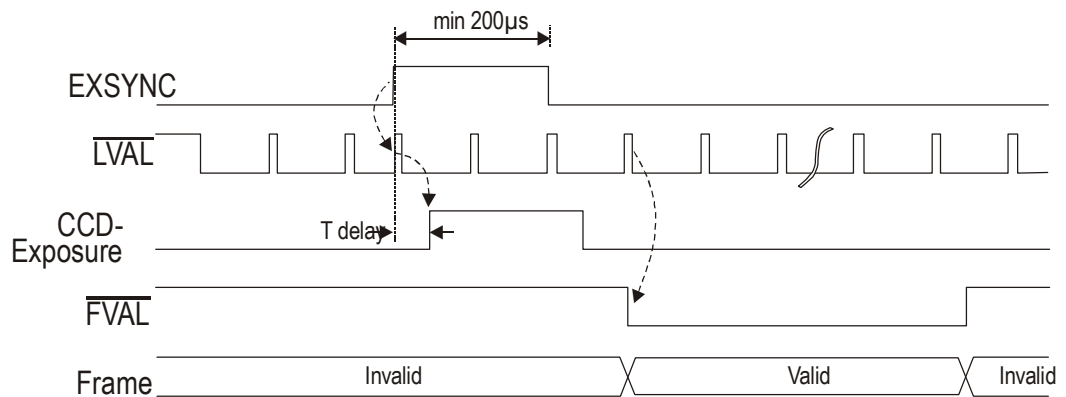 min 200µs
EXSYNC
LVAL
CCD-
Exposure
T delay
FVAL
Frame
Invalid
Valid
Invalid